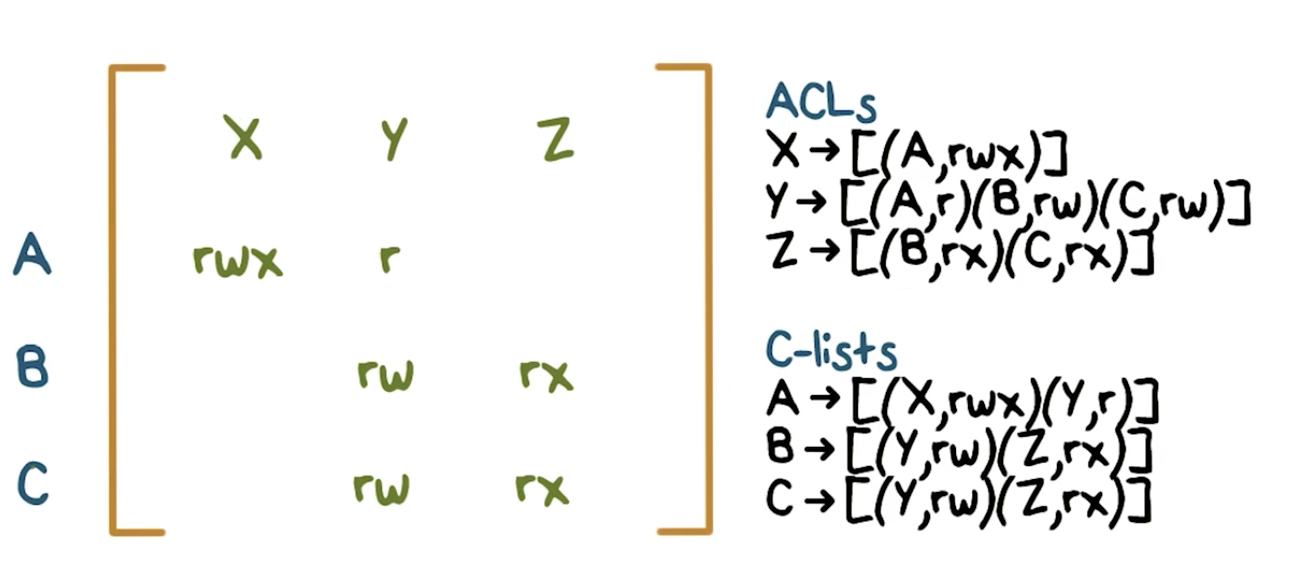 X Y Z
A rwx r
B rw rx
C rw rx
ACLs
X→[(A,rwx)]
Y→[(A,r)(B,rw)(C,rw)]
Z→[(B,rx)(C,rx)]
C-lists
A→[(X,rwx)(Y,r)]
B→[(Y,rw)(Z,rx)]
C→[(Y,rw)(Z,rx)]